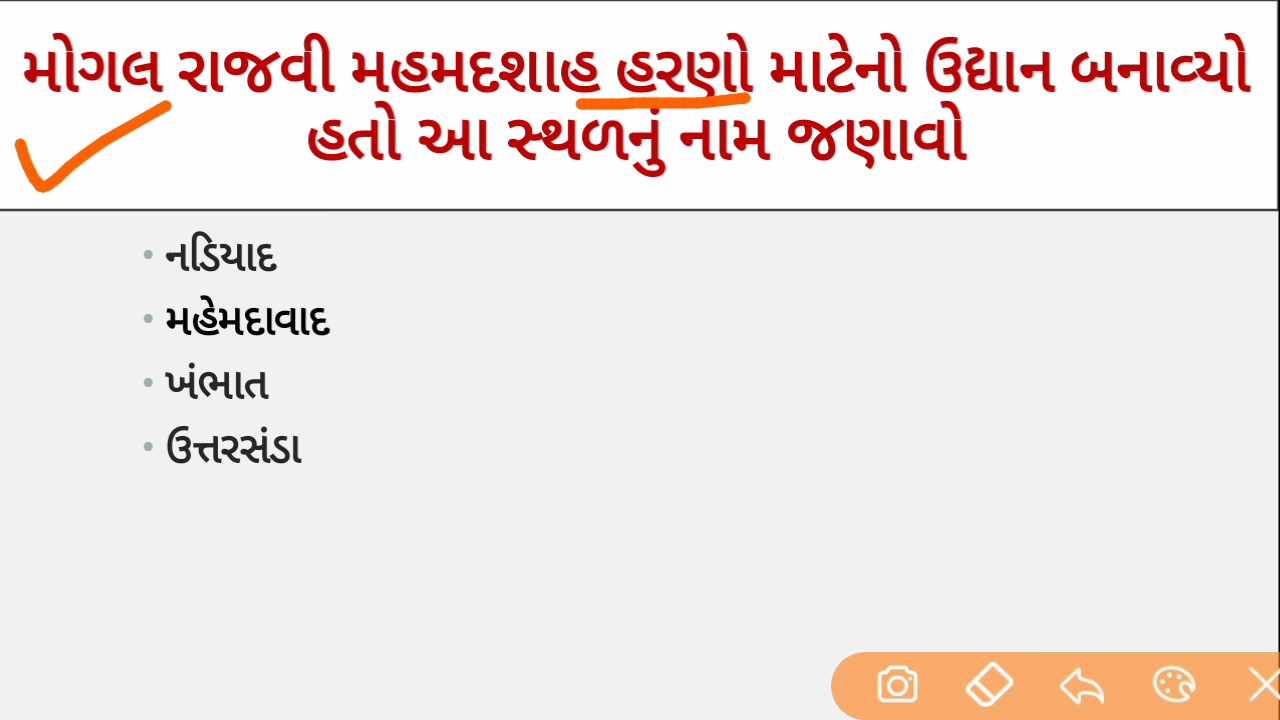 મોગલ રાજવી મહમદશાહ હરણો માટેનો ઉદ્યાન બનાવ્યો
હતો આ સ્થળનું નામ જણાવો
• નડિયાદ
• મહેમદાવાદ
• ખંભાત
• ઉત્તરસંડા